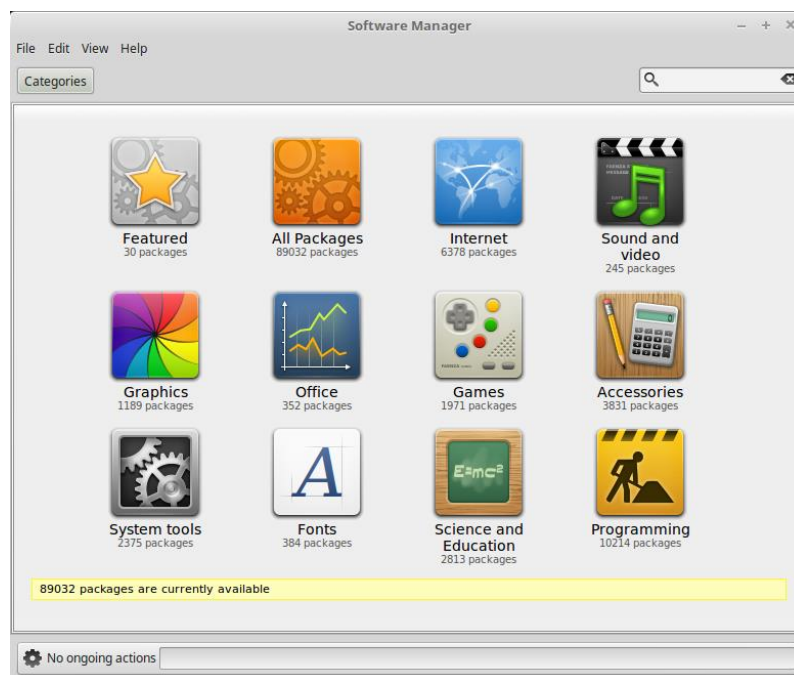 Software Manager
File Edit View Help
Categories
Featured
30 packages
All Packages
89032 packages
Internet
6378 packages
Sound and
video
245 packages
Graphics
1189 packages
Office
352 packages
Games
1971 packages
Accessories
3831 packages
System tools
2375 packages
Fonts
384 packages
E=mc²
Science and
Education
2813 packages
Programming
10214 packages
89032 packages are currently available
No ongoing actions